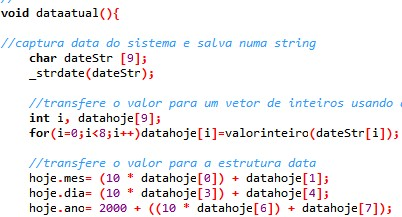 //
void dataatual(){
//captura data do sistema e salva numa string
char dateStr [9];
_strdate(dateStr);
//transfere o valor para um vetor de inteiros usando
int i, datahoje[9];
for(i=0;i<8;i++)datahoje[i]=valorinteiro(dateStr[i]);
//transfere o valor para a estrutura data
hoje.mes= (10 * datahoje[0]) + datahoje[1];
hoje.dia= (10 * datahoje[3]) + datahoje[4];
hoje.ano= 2000 + ((10 * datahoje[6]) + datahoje[7]);